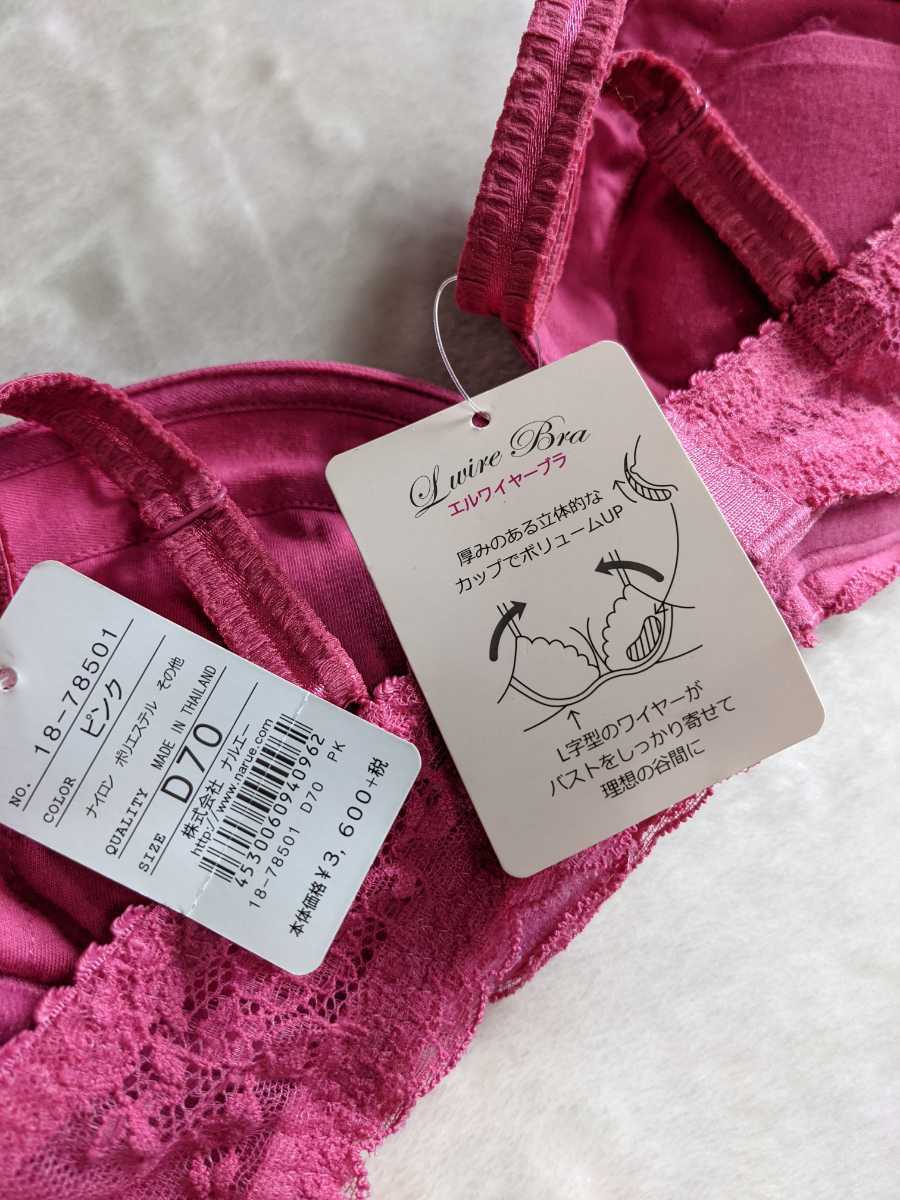 L wire Bra
エルワイヤーブラ
厚みのある立体的な
カップでボリュームUP
L字型のワイヤーが
バストをしっかり寄せて
理想の谷間に
NO. 18-78501
COLOR ピンク
ナイロン ポリエステル その他
QUALITY MADE IN THAILAND
SIZE D70
株式会社 ナルエー
http://www.narue.com
4530060940962
18-78501 D70 PK
本体価格¥3,600+税